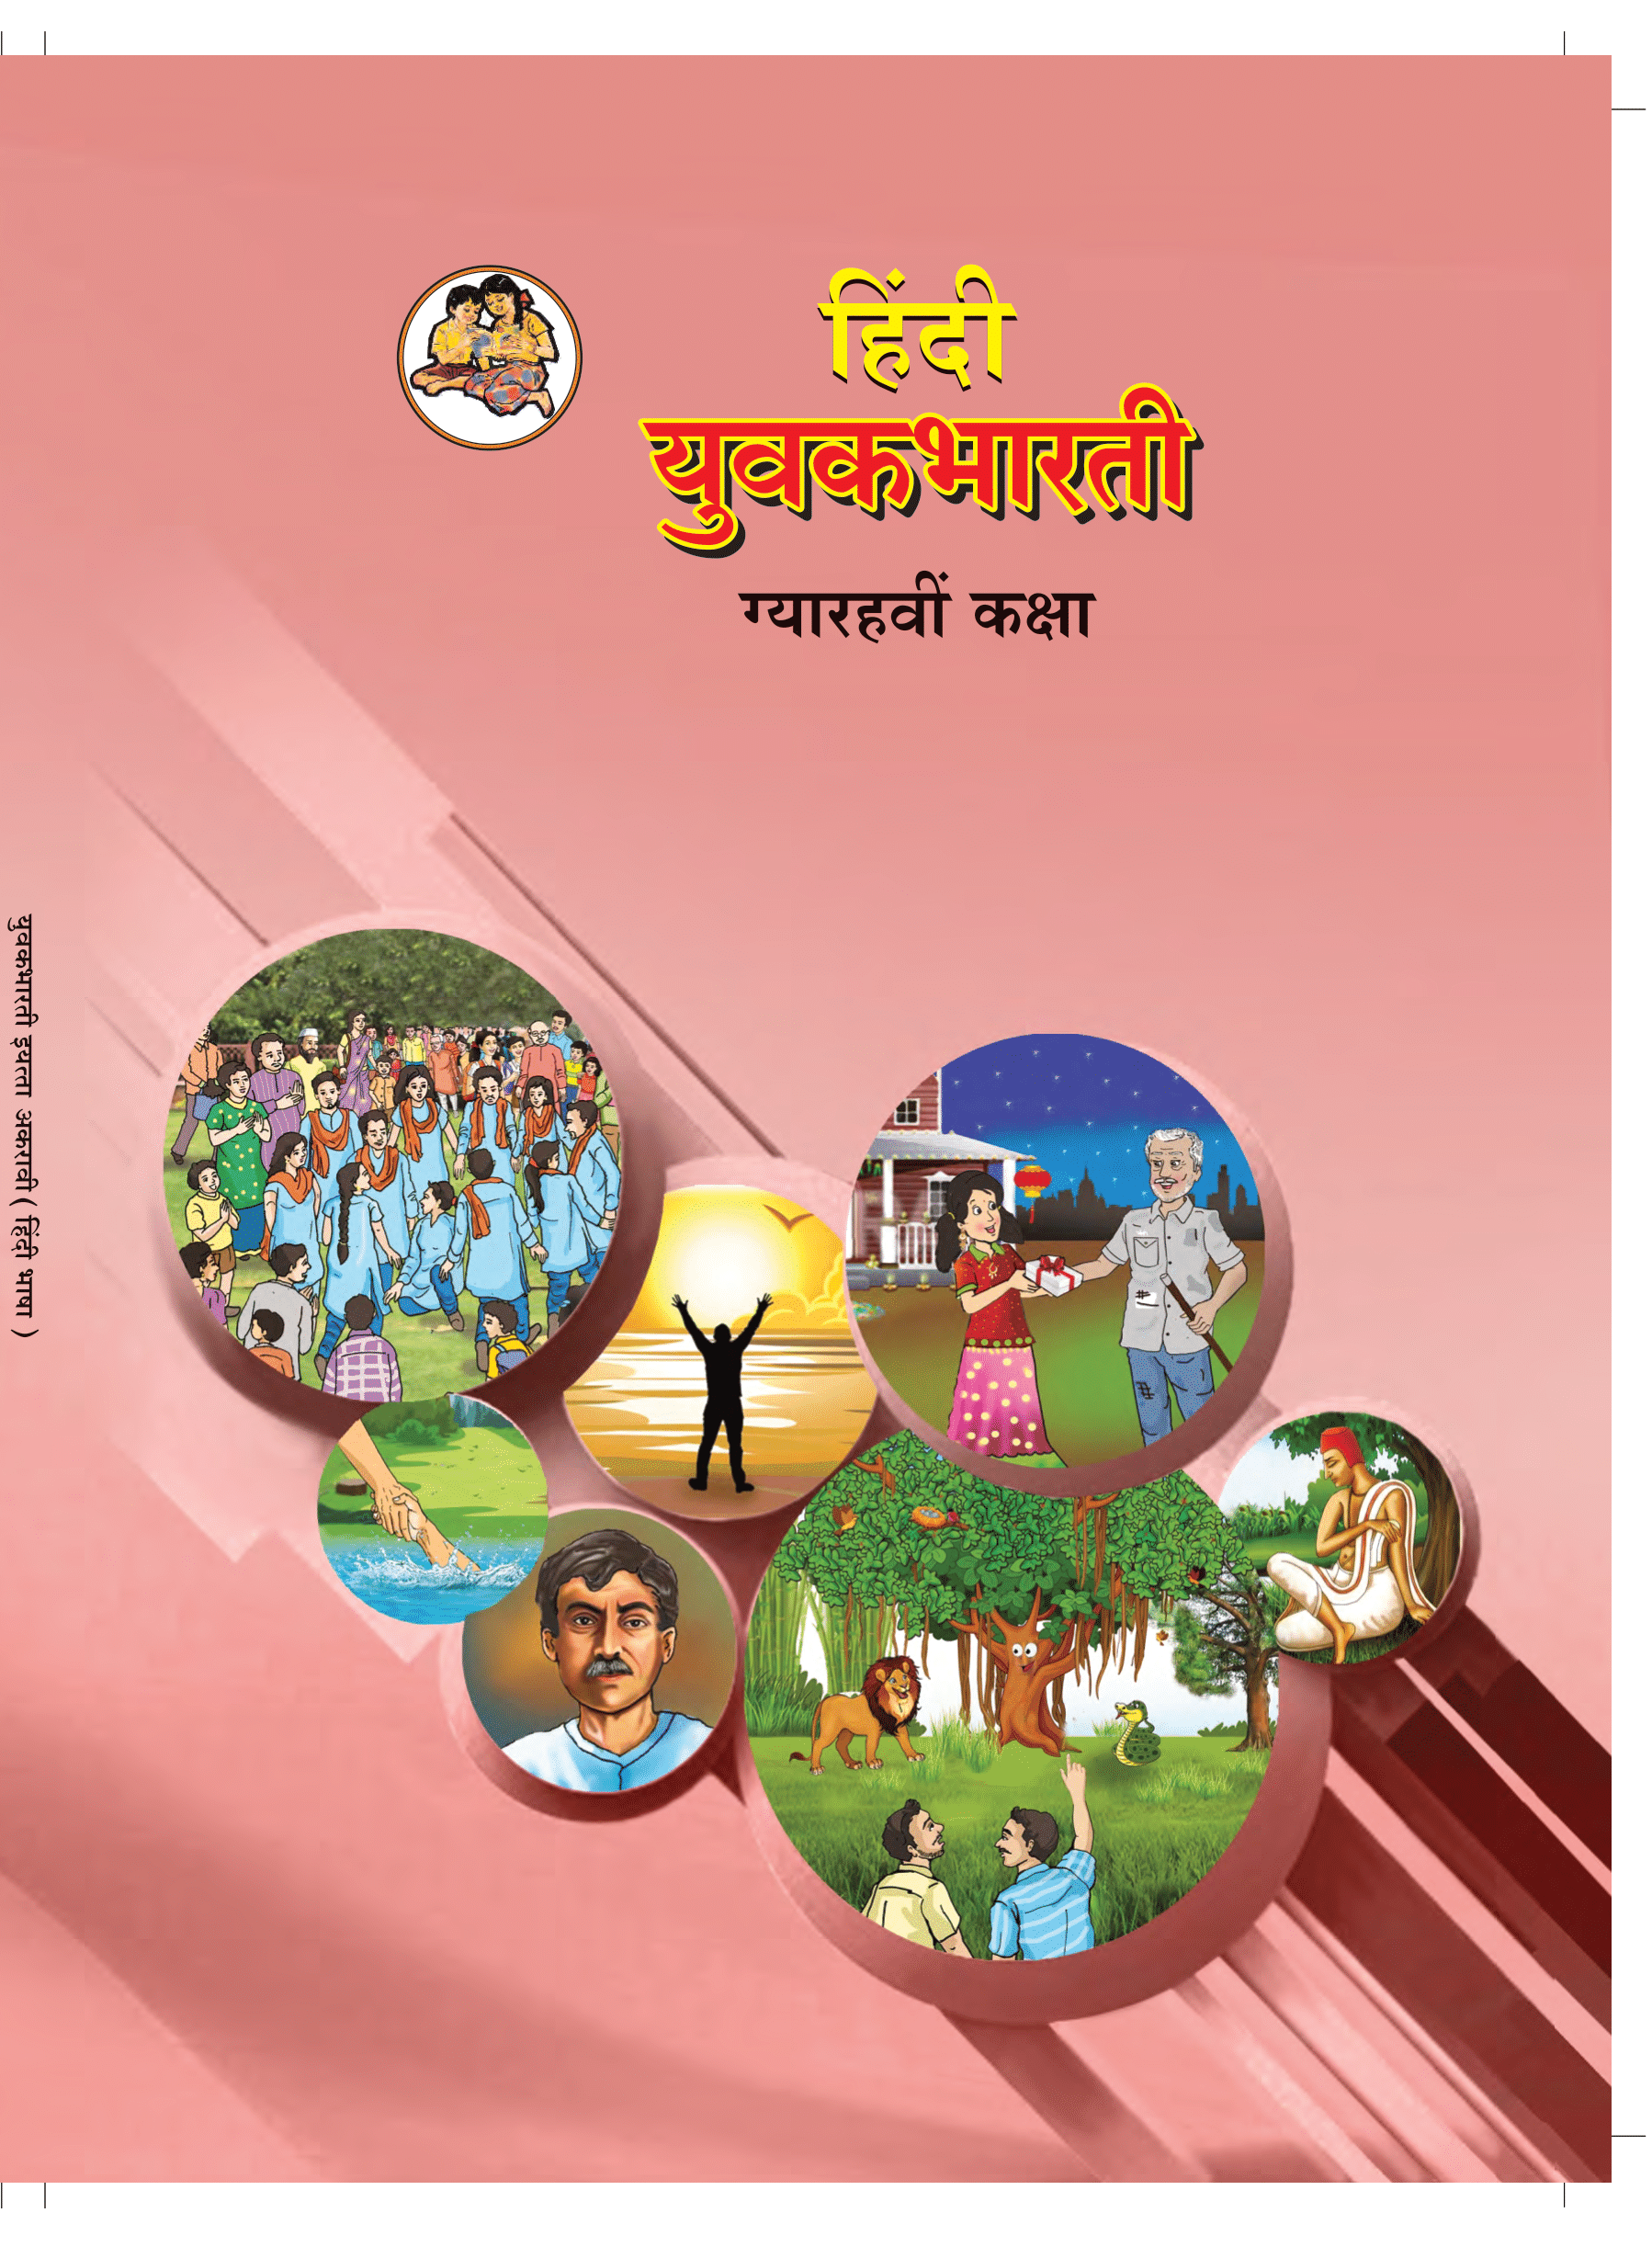 हिंदी
युवकभारती
ग्यारहवीं कक्षा
युवकभारती इयत्ता अकरावी ( हिंदी भाषा )